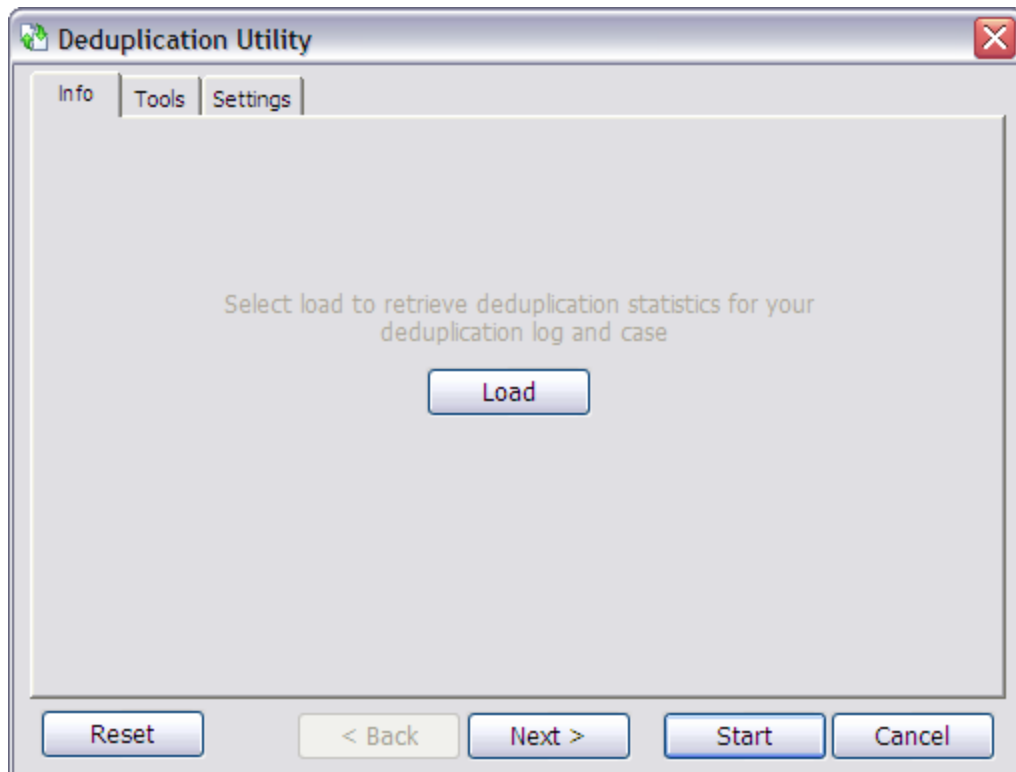 Deduplication Utility
Info
Tools
Settings
Select load to retrieve deduplication statistics for your
deduplication log and case
Load
Reset
< Back
Next >
Start
Cancel